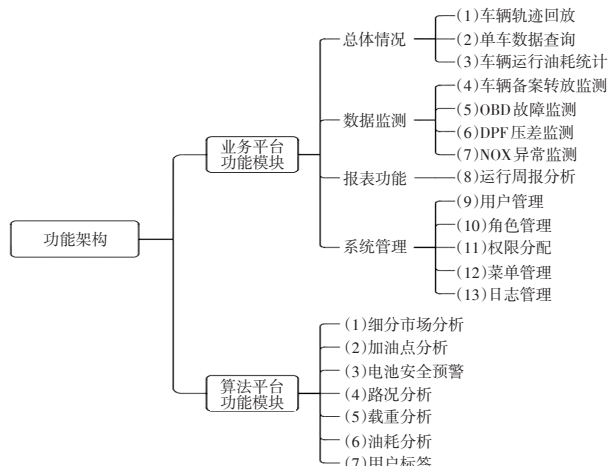 功能架构
业务平台
功能模块
总体情况
(1)车辆轨迹回放
(2)单车数据查询
(3)车辆运行油耗统计
数据监测
(4)车辆备案转放监测
(5)OBD故障监测
(6)DPF压差监测
(7)NOX异常监测
报表功能
(8)运行周报分析
系统管理
(9)用户管理
(10)角色管理
(11)权限分配
(12)菜单管理
(13)日志管理
算法平台
功能模块
(1)细分市场分析
(2)加油点分析
(3)电池安全预警
(4)路况分析
(5)载重分析
(6)油耗分析
(7)用户标签